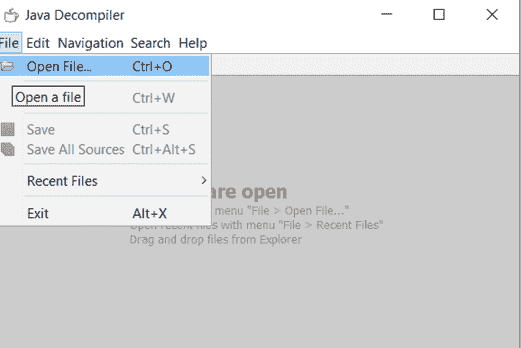 Java Decompiler
File Edit Navigation Search Help
Open File... Ctrl+O
Open a file
Ctrl+W
Save Ctrl+S
Save All Sources Ctrl+Alt+S
Recent Files
Exit Alt+X
are open
menu "File > Open File..."
Open recent files with menu "File > Recent Files"
Drag and drop files from Explorer